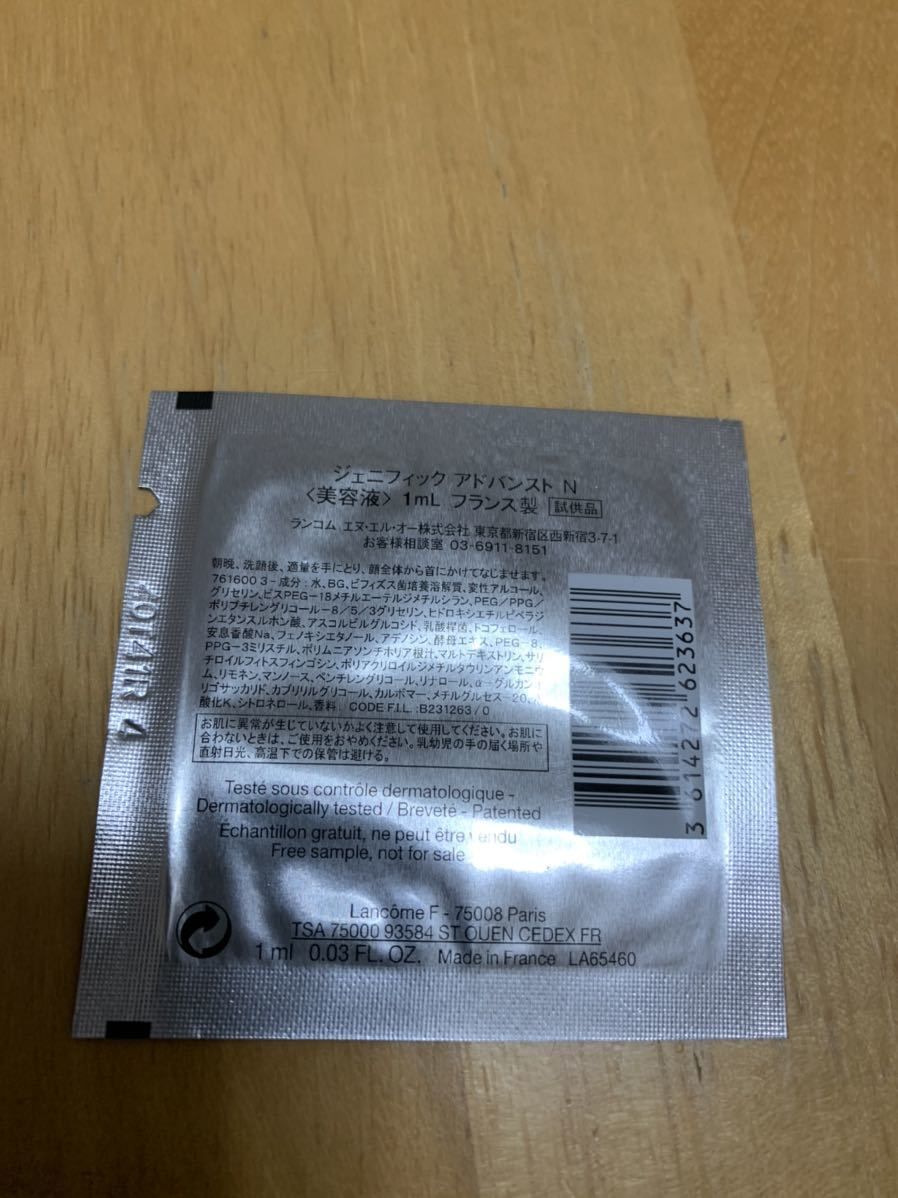 ジェニフィック アドバンスト N
〈美容液〉 1mL フランス製 試供品
ランコム エヌ・エル・オー株式会社 東京都新宿区西新宿3-7-1
お客様相談室 03-6911-8151
朝晩、洗顔後、適量を手にとり、顔全体から首にかけてなじませます。
761600 3 - 成分 : 水、BG、ビフィズス菌培養溶解質、変性アルコール、
グリセリン、ビスPEG-18メチルエーテルジメチルシラン、PEG/PPG/
ポリブチレングリコール-8/5/3グリセリン、ヒドロキシエチルピペラジ
ンエタンスルホン酸、アスコルビルグルコシド、乳酸桿菌、トコフェロール、
安息香酸Na、フェノキシエタノール、アデノシン、酵母エキス、PEG-8、
PPG-3ミリスチル、ポリムニアソンチホリア根汁、マルトデキストリン、サリ
チロイルフィトスフィンゴシン、ポリアクリロイルジメチルタウリンアンモニウ
ム、リモネン、マンノース、ペンチレングリコール、リナロール、α-グルカンオ
リゴサッカリド、カプリリルグリコール、カルボマー、メチルグルセス-20、水
酸化K、シトロネロール、香料 CODE F.I.L. :B231263 / 0
お肌に異常が生じていないかよく注意して使用してください。お肌に
合わないときは、ご使用をおやめください。乳幼児の手の届く場所や
直射日光、高温下での保管は避ける。
Testé sous contrôle dermatologique -
Dermatologically tested / Breveté - Patented
Échantillon gratuit, ne peut être vendu
Free sample, not for sale
Lancôme F - 75008 Paris
TSA 75000 93584 ST OUEN CEDEX FR
1 ml 0.03 FL. OZ. Made in France LA65460
3 614272 623637